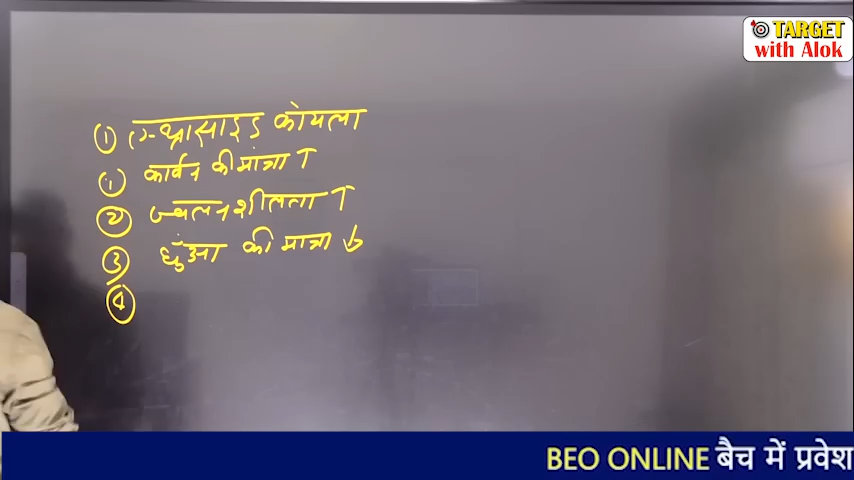 TARGET
with Alok
① एन्थ्रासाइड कोयला
① कार्बन की मात्रा ↑
② ज्वलनशीलता ↑
③ धुँआ की मात्रा ↓
④
BEO ONLINE बैच में प्रवेश